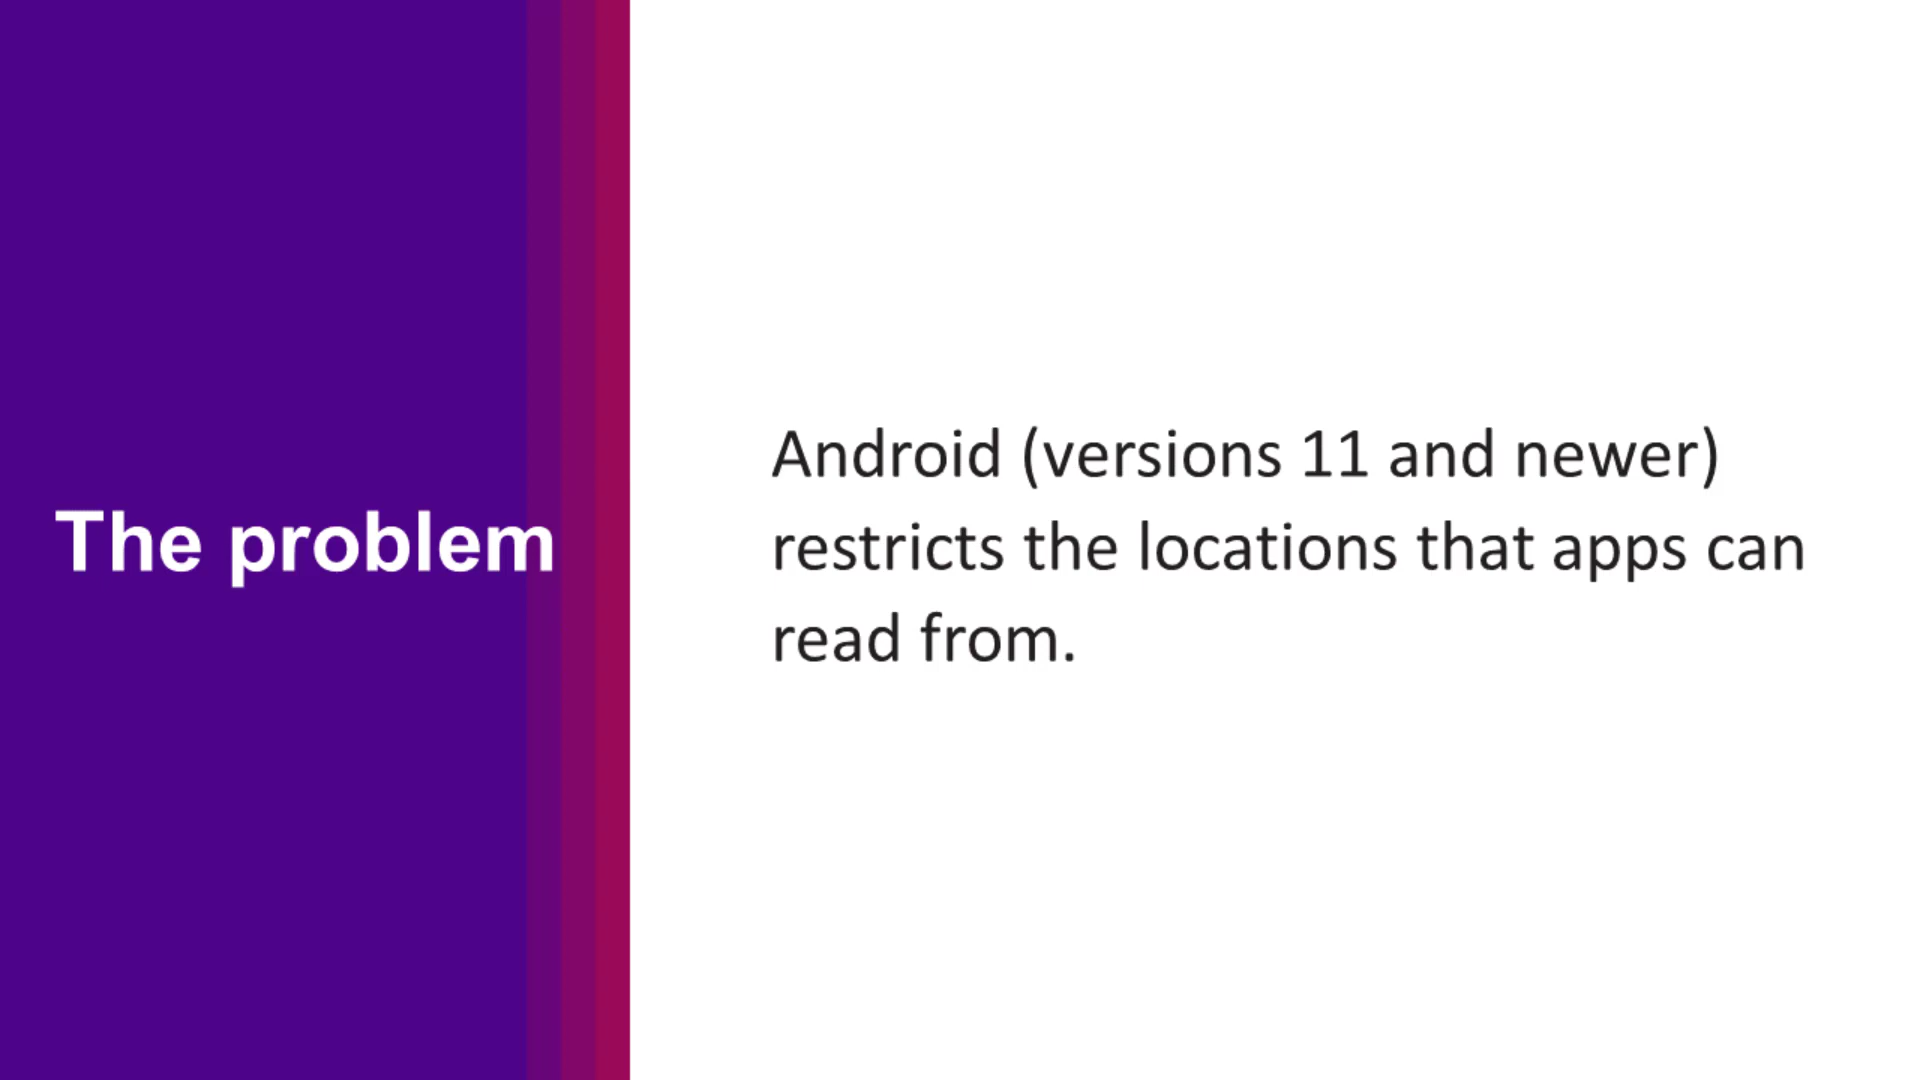 The problem
Android (versions 11 and newer)
restricts the locations that apps can
read from.